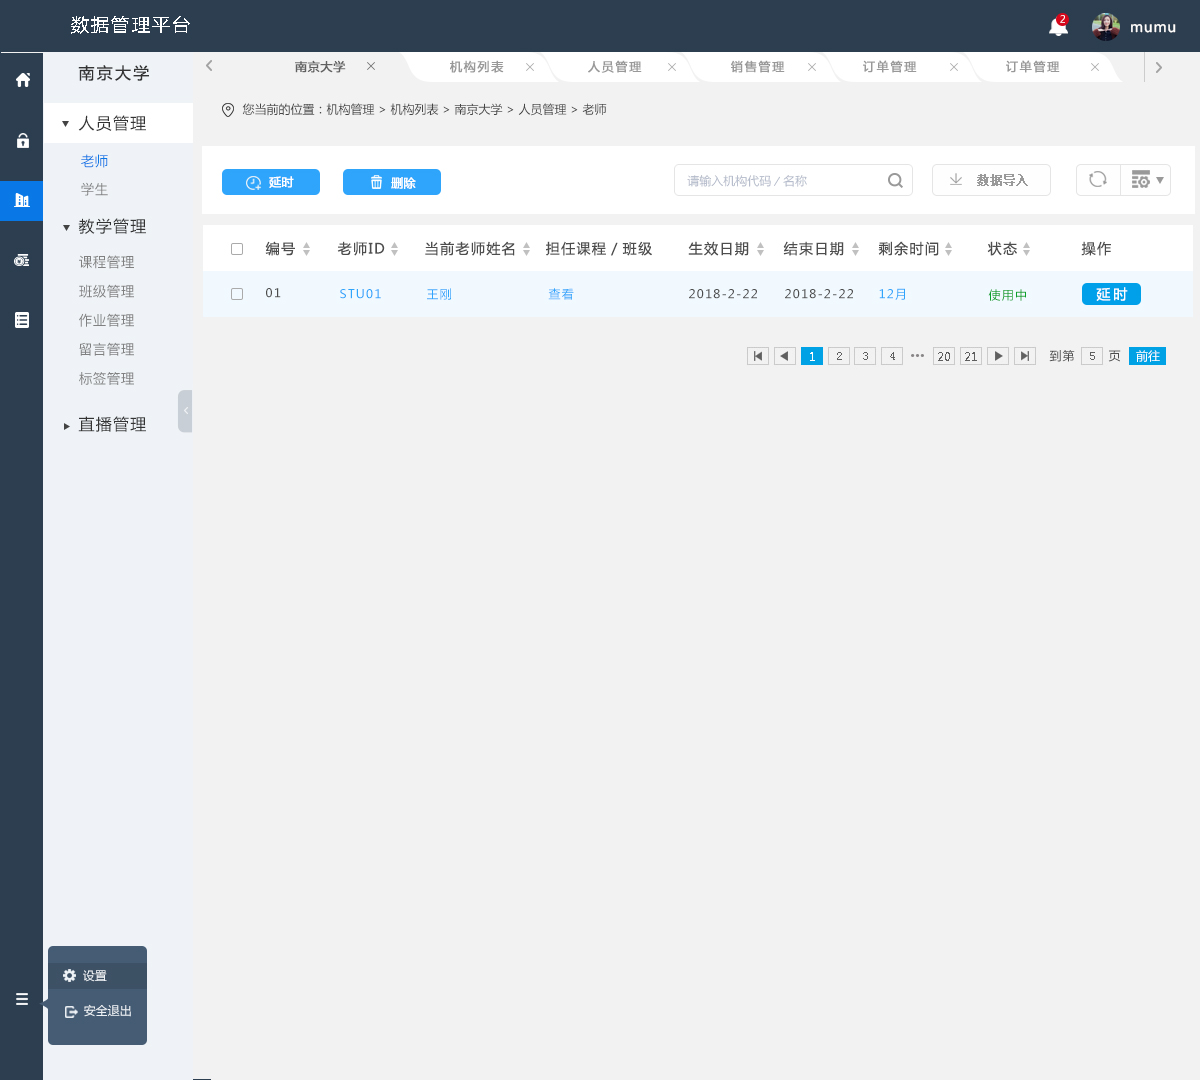 数据管理平台
2
mumu
南京大学
南京大学
机构列表
人员管理
销售管理
订单管理
订单管理
您当前的位置：机构管理 > 机构列表 > 南京大学 > 人员管理 > 老师
人员管理
老师
学生
教学管理
课程管理
班级管理
作业管理
留言管理
标签管理
直播管理
延时
删除
请输入机构代码 / 名称
数据导入
编号 老师ID 当前老师姓名 担任课程 / 班级 生效日期 结束日期 剩余时间 状态 操作
01 STU01 王刚 查看 2018-2-22 2018-2-22 12月 使用中 延时
1 2 3 4 ··· 20 21 到第 5 页 前往
设置
安全退出